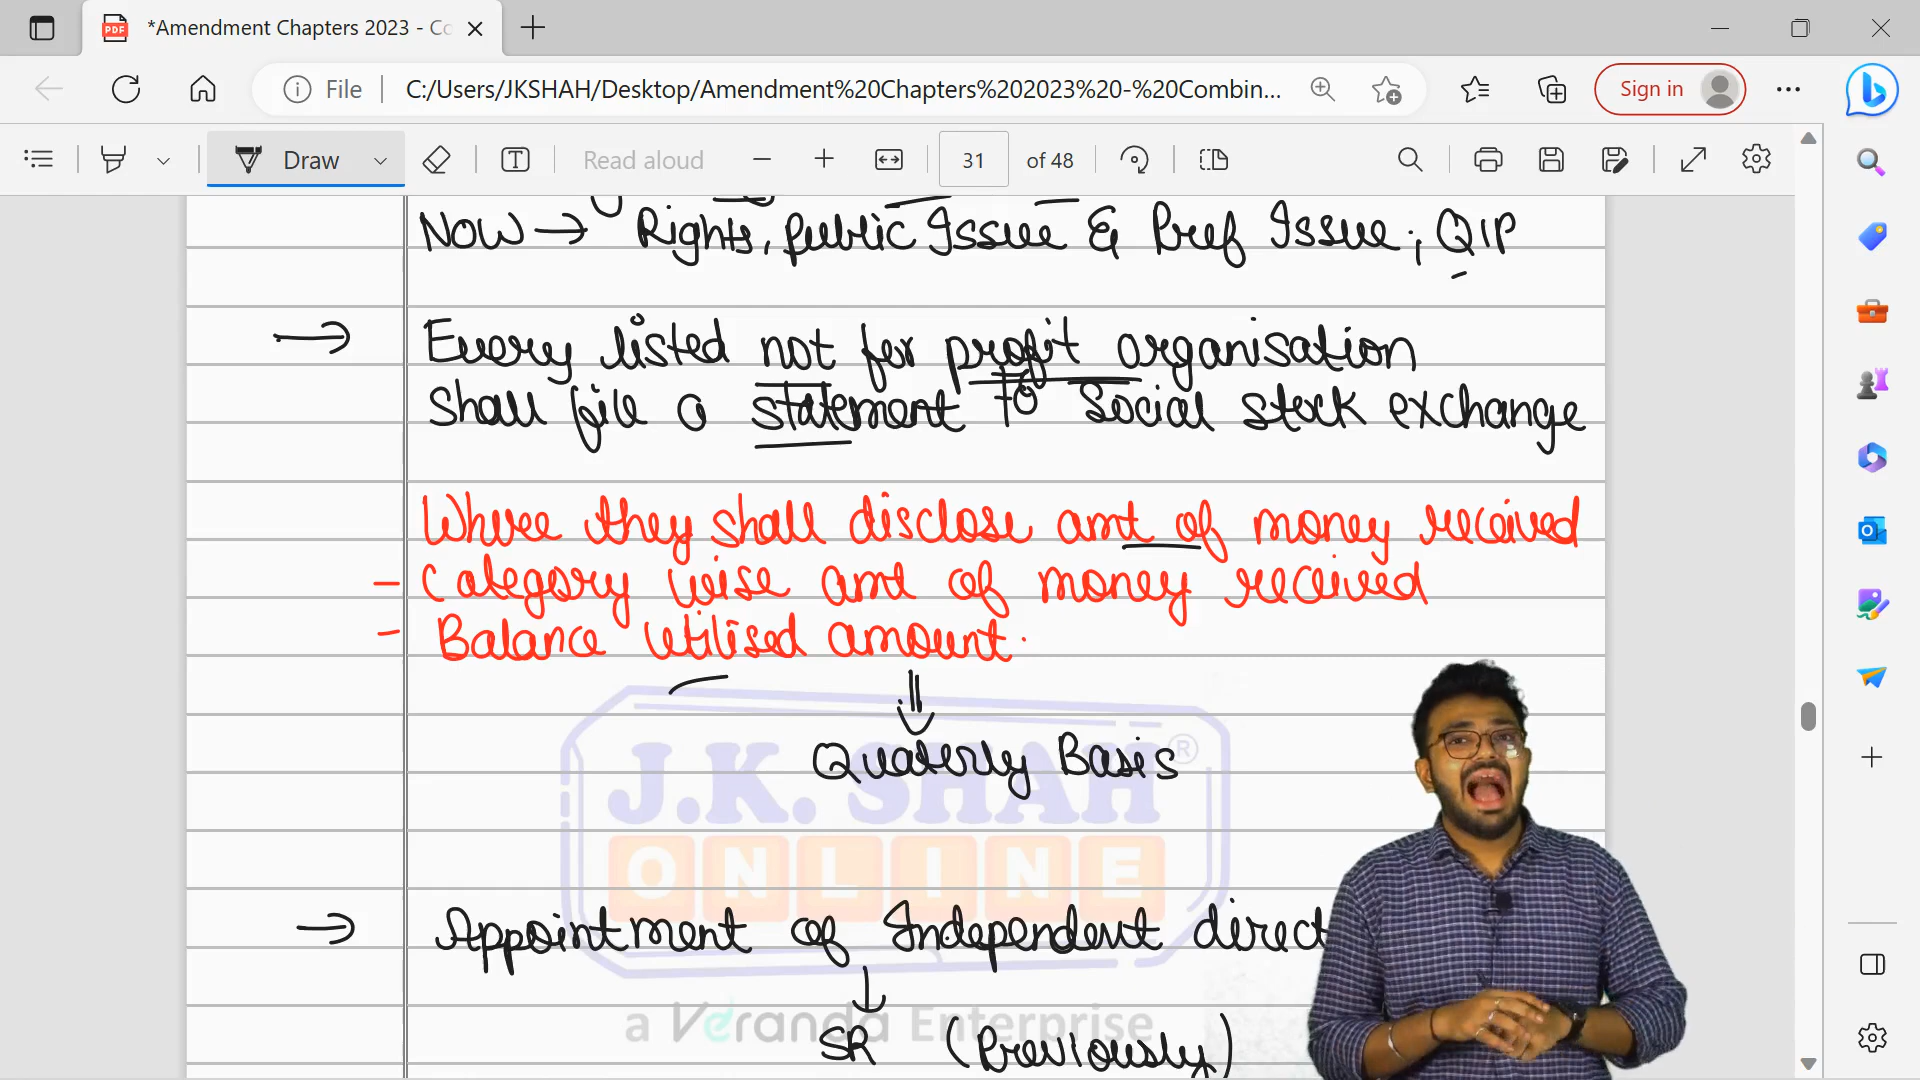 *Amendment Chapters 2023 - Co
File
C:/Users/JKSHAH/Desktop/Amendment%20Chapters%202023%20-%20Combin...
Sign in
Draw
Read aloud
31 of 48
Now → Rights, Public Issue & Pref Issue, QIP
→ Every listed not for profit organisation
Shall file a statement to Social stock exchange
Where they shall disclose amt of money received
- Category wise amt of money received
- Balance utilised amount.
Quaterly Basis
J.K. SHAH®
ONLINE
→ Appointment of Independent direct
a Veranda Enterprise
SR (Previously)